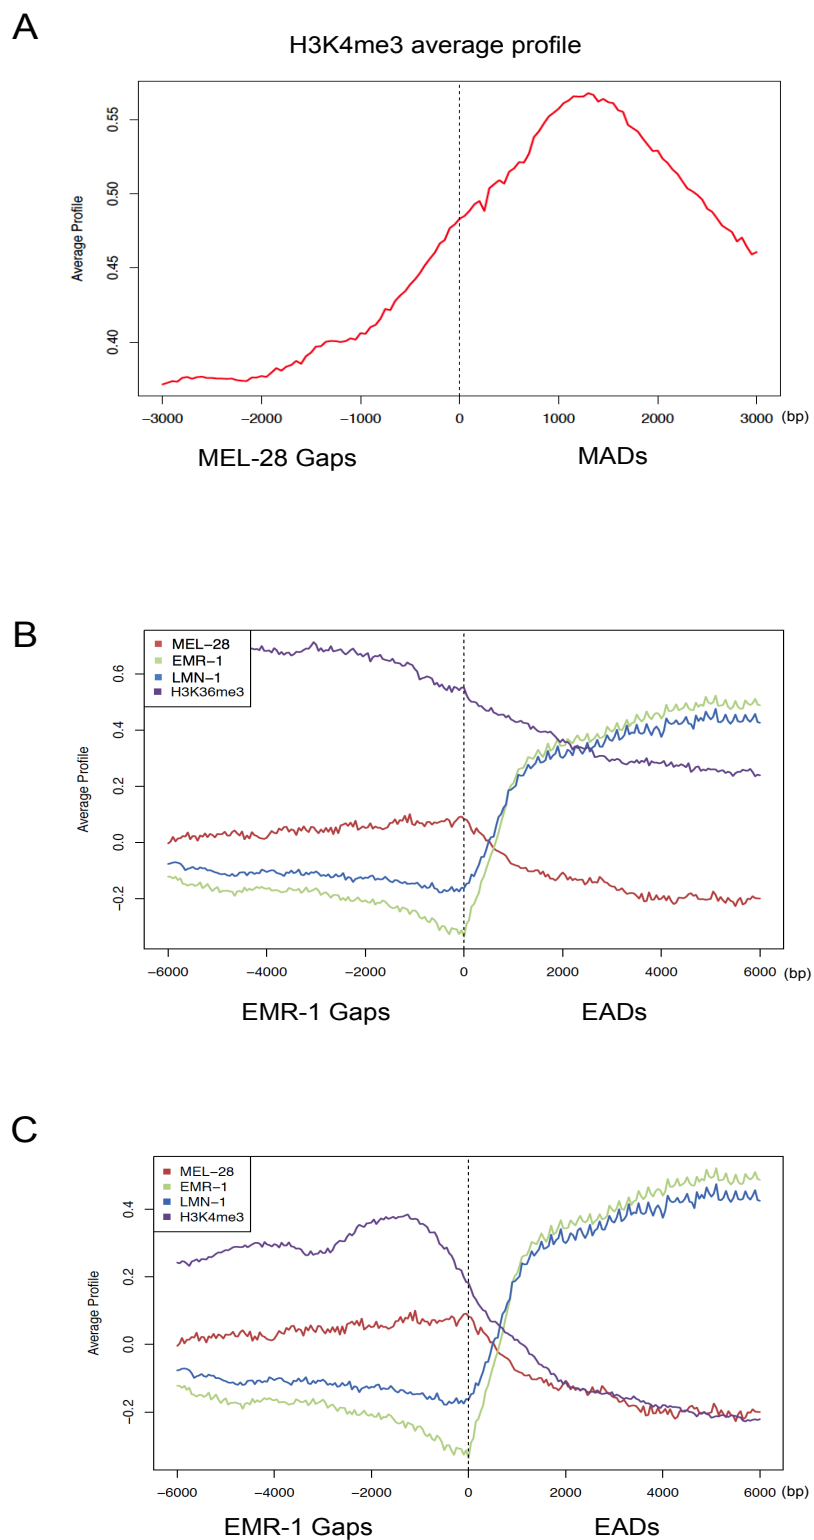 A
H3K4me3 average profile
Average Profile
0.55
0.50
0.45
0.40
−3000 −2000 −1000 0 1000 2000 3000 (bp)
MEL-28 Gaps MADs
B
MEL−28
EMR−1
LMN−1
H3K36me3
Average Profile
0.6
0.4
0.2
0.0
−0.2
−6000 −4000 −2000 0 2000 4000 6000 (bp)
EMR-1 Gaps EADs
C
MEL−28
EMR−1
LMN−1
H3K4me3
Average Profile
0.4
0.2
0.0
−0.2
−6000 −4000 −2000 0 2000 4000 6000 (bp)
EMR-1 Gaps EADs